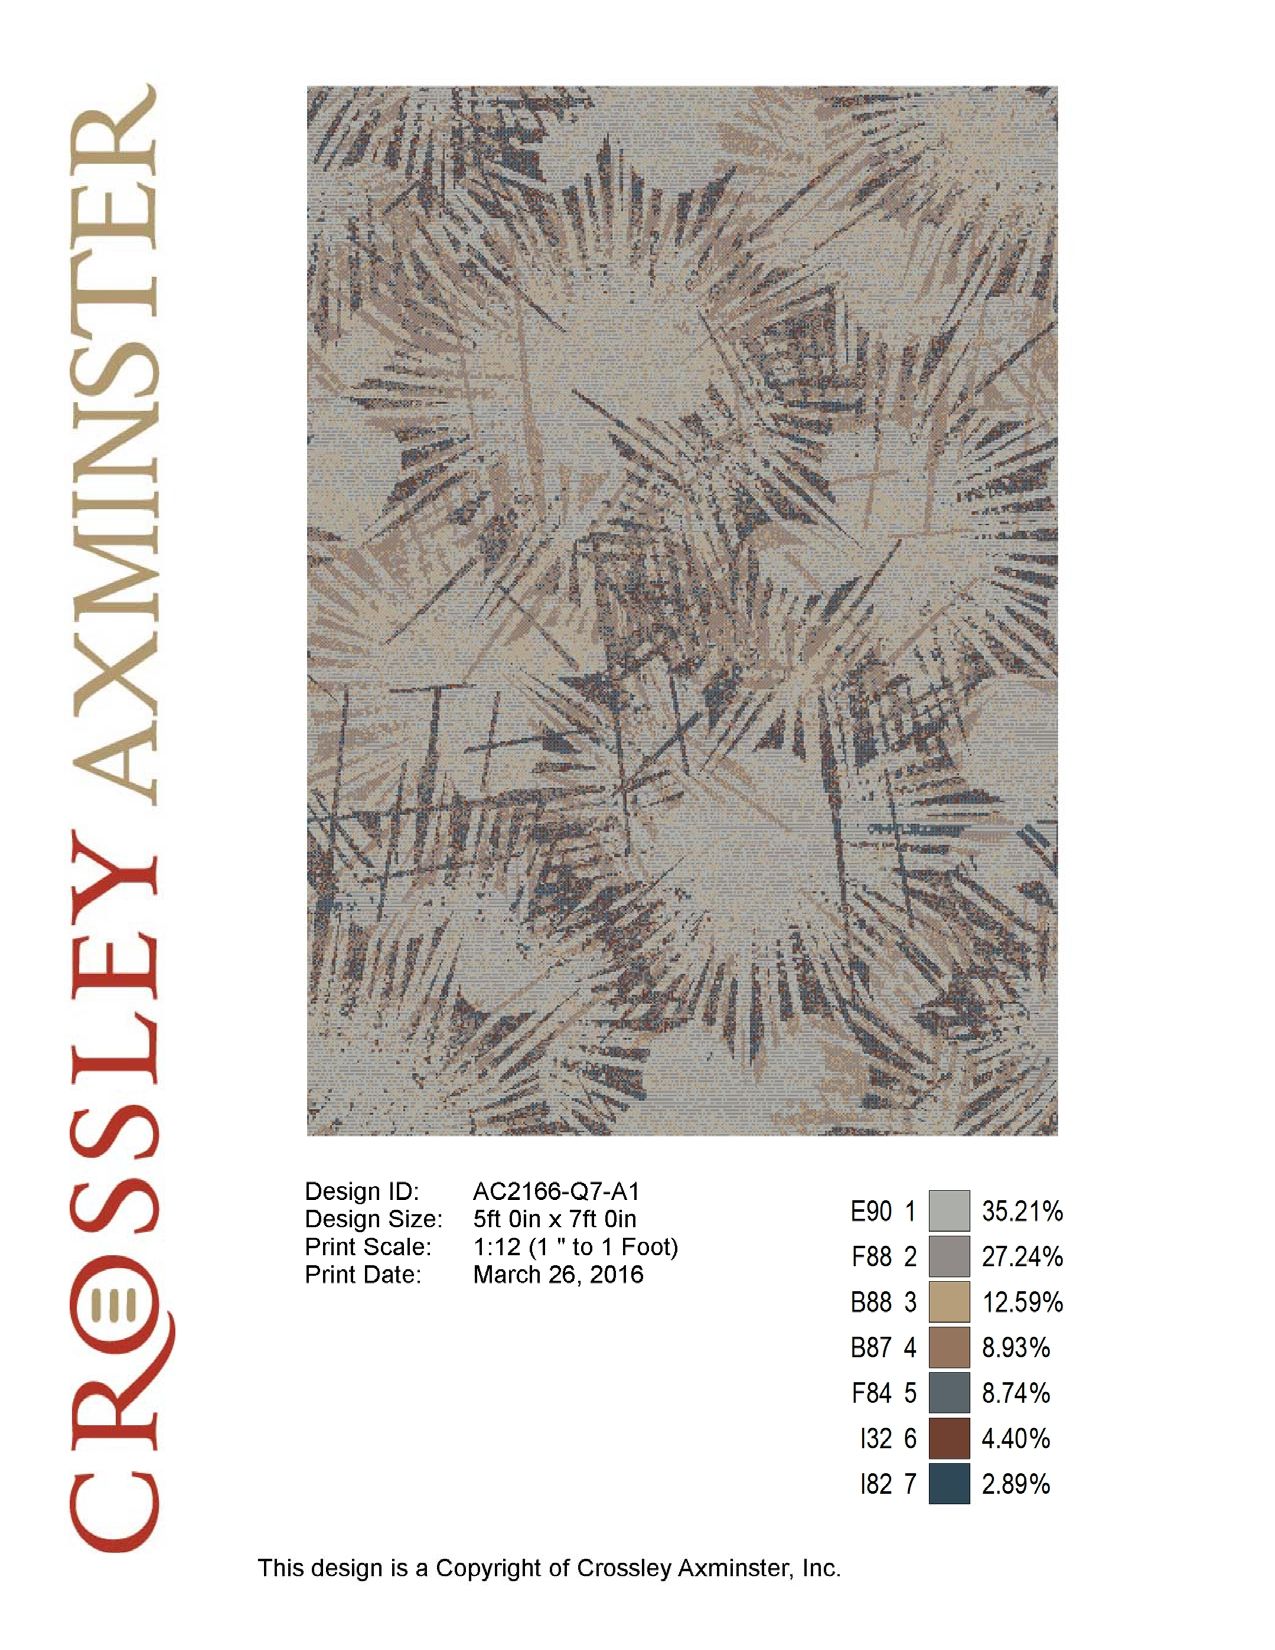 CROSSLEY AXMINSTER
Design ID: AC2166-Q7-A1
Design Size: 5ft 0in x 7ft 0in
Print Scale: 1:12 (1 " to 1 Foot)
Print Date: March 26, 2016
E90 1 35.21%
F88 2 27.24%
B88 3 12.59%
B87 4 8.93%
F84 5 8.74%
I32 6 4.40%
I82 7 2.89%
This design is a Copyright of Crossley Axminster, Inc.